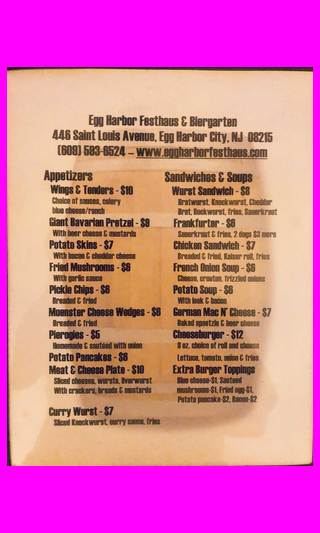 Egg Harbor Festhaus & Biergarten
446 Saint Louis Avenue, Egg Harbor City, NJ 08215
(609) 593-6524 – www.eggharborfesthaus.com
Appetizers
Wings & Tenders - $10
Choice of sauces, celery
blue cheese/ranch
Giant Bavarian Pretzel - $9
With beer cheese & mustards
Potato Skins - $7
With bacon & cheddar cheese
Fried Mushrooms - $6
With garlic sauce
Pickle Chips - $6
Breaded & fried
Muenster Cheese Wedges - $6
Breaded & fried
Pierogies - $5
Homemade & sautéed with onion
Potato Pancakes - $6
Meat & Cheese Plate - $10
Sliced cheeses, wursts, liverwurst
With crackers, breads & mustards
Curry Wurst - $7
Sliced Knockwurst, curry sauce, fries
Sandwiches & Soups
Wurst Sandwich - $8
Bratwurst, Knockwurst, Cheddar
Brat, Bockwurst, fries, Sauerkraut
Frankfurter - $6
Sauerkraut & fries, 2 dogs $3 more
Chicken Sandwich - $7
Breaded & fried, Kaiser roll, fries
French Onion Soup - $6
Cheese, crouton, frizzled onions
Potato Soup - $6
With leek & bacon
German Mac N' Cheese - $7
Baked spaetzle & beer cheese
Cheeseburger - $12
8 oz. choice of roll and cheese
Lettuce, tomato, onion & fries
Extra Burger Toppings
Blue cheese-$1, Sauteed
mushroom-$1, Fried egg-$1,
Potato pancake-$2, Bacon-$2